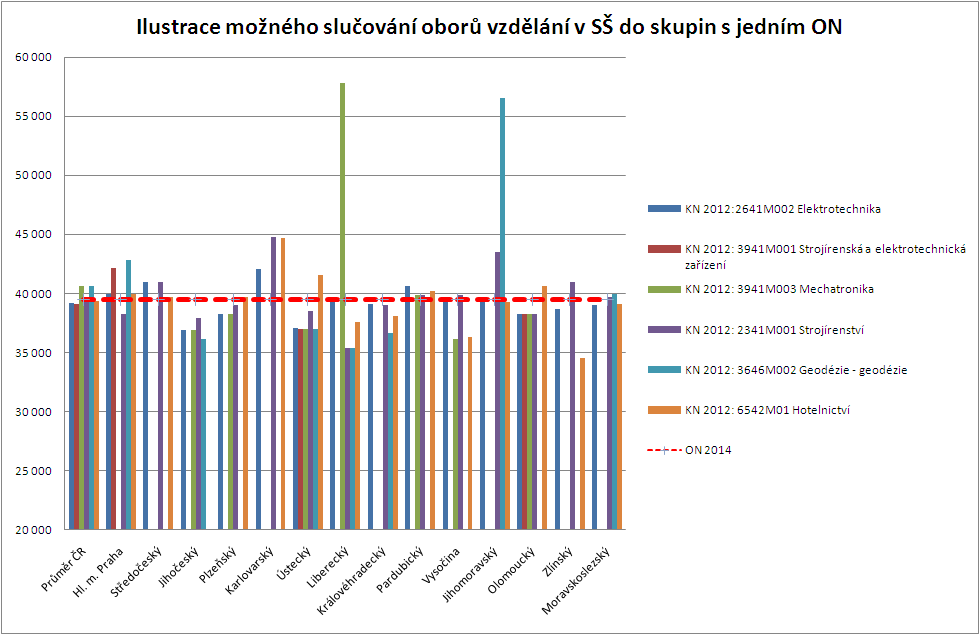 Ilustrace možného slučování oborů vzdělání v SŠ do skupin s jedním ON
60 000
55 000
50 000
45 000
40 000
35 000
30 000
25 000
20 000
Průměr ČR
Hl. m. Praha
Středočeský
Jihočeský
Plzeňský
Karlovarský
Ústecký
Liberecký
Královéhradecký
Pardubický
Vysočina
Jihomoravský
Olomoucký
Zlínský
Moravskoslezský
KN 2012:2641M002 Elektrotechnika
KN 2012: 3941M001 Strojírenská a elektrotechnická
zařízení
KN 2012: 3941M003 Mechatronika
KN 2012: 2341M001 Strojírenství
KN 2012: 3646M002 Geodézie - geodézie
KN 2012: 6542M01 Hotelnictví
ON 2014